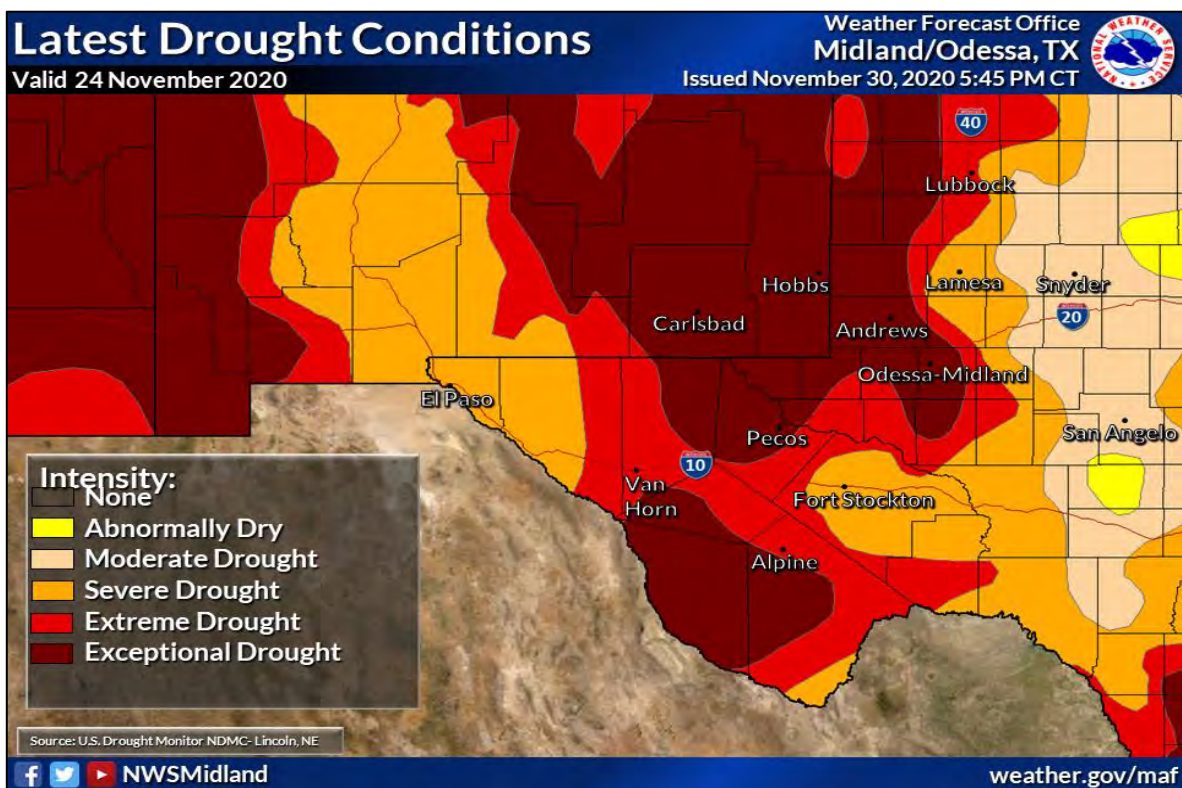 Latest Drought Conditions
Valid 24 November 2020
Weather Forecast Office
Midland/Odessa, TX
Issued November 30, 2020 5:45 PM CT
NATIONAL WEATHER SERVICE
40
Lubbock
Hobbs
Lamesa
Snyder
Carlsbad
Andrews
20
Odessa-Midland
El Paso
Pecos
San Angelo
10
Van
Horn
Fort Stockton
Alpine
Intensity:
None
Abnormally Dry
Moderate Drought
Severe Drought
Extreme Drought
Exceptional Drought
Source: U.S. Drought Monitor NDMC- Lincoln, NE
NWSMidland
weather.gov/maf